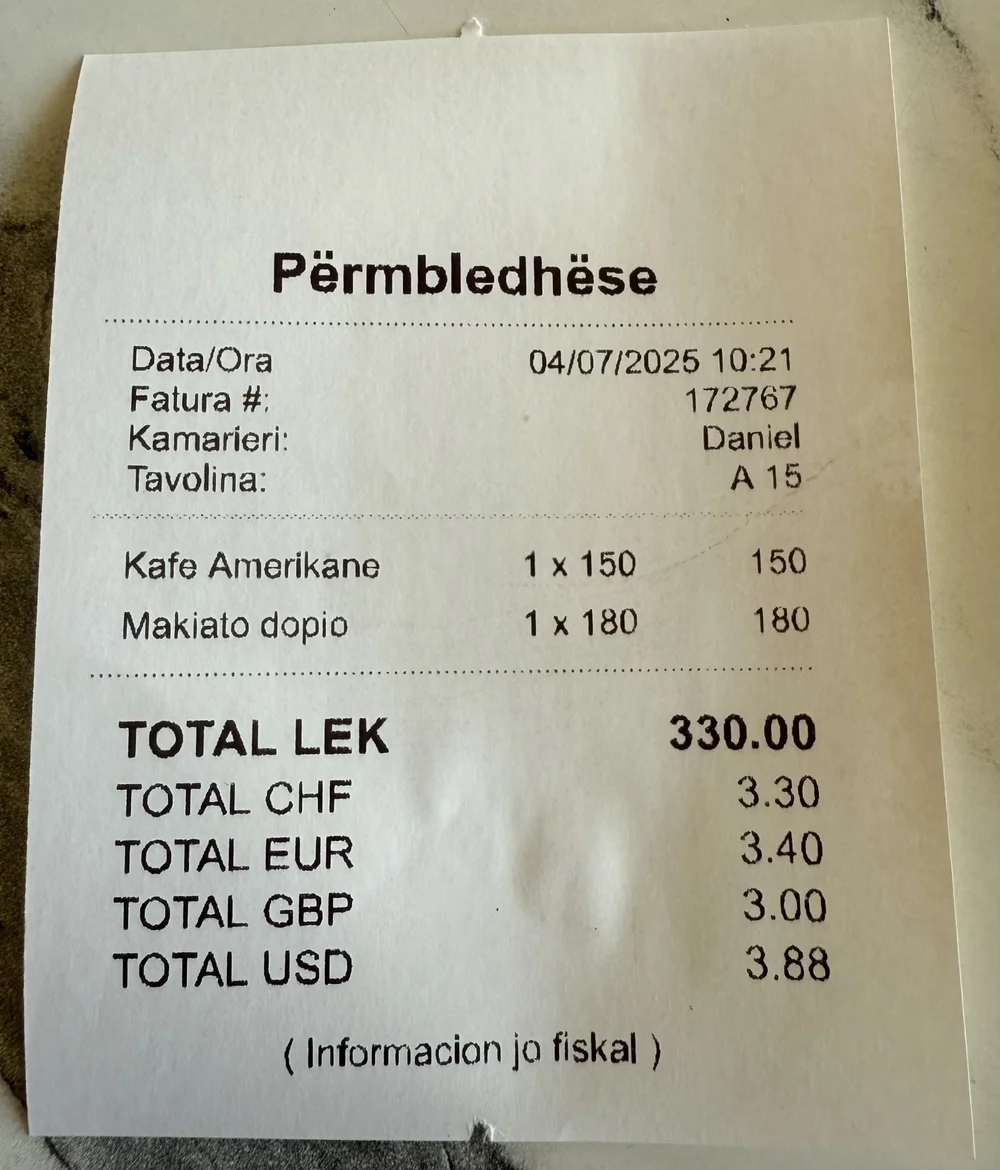 Përmbledhëse
Data/Ora 04/07/2025 10:21
Fatura #: 172767
Kamarieri: Daniel
Tavolina: A 15
Kafe Amerikane 1 x 150 150
Makiato dopio 1 x 180 180
TOTAL LEK 330.00
TOTAL CHF 3.30
TOTAL EUR 3.40
TOTAL GBP 3.00
TOTAL USD 3.88
( Informacion jo fiskal )